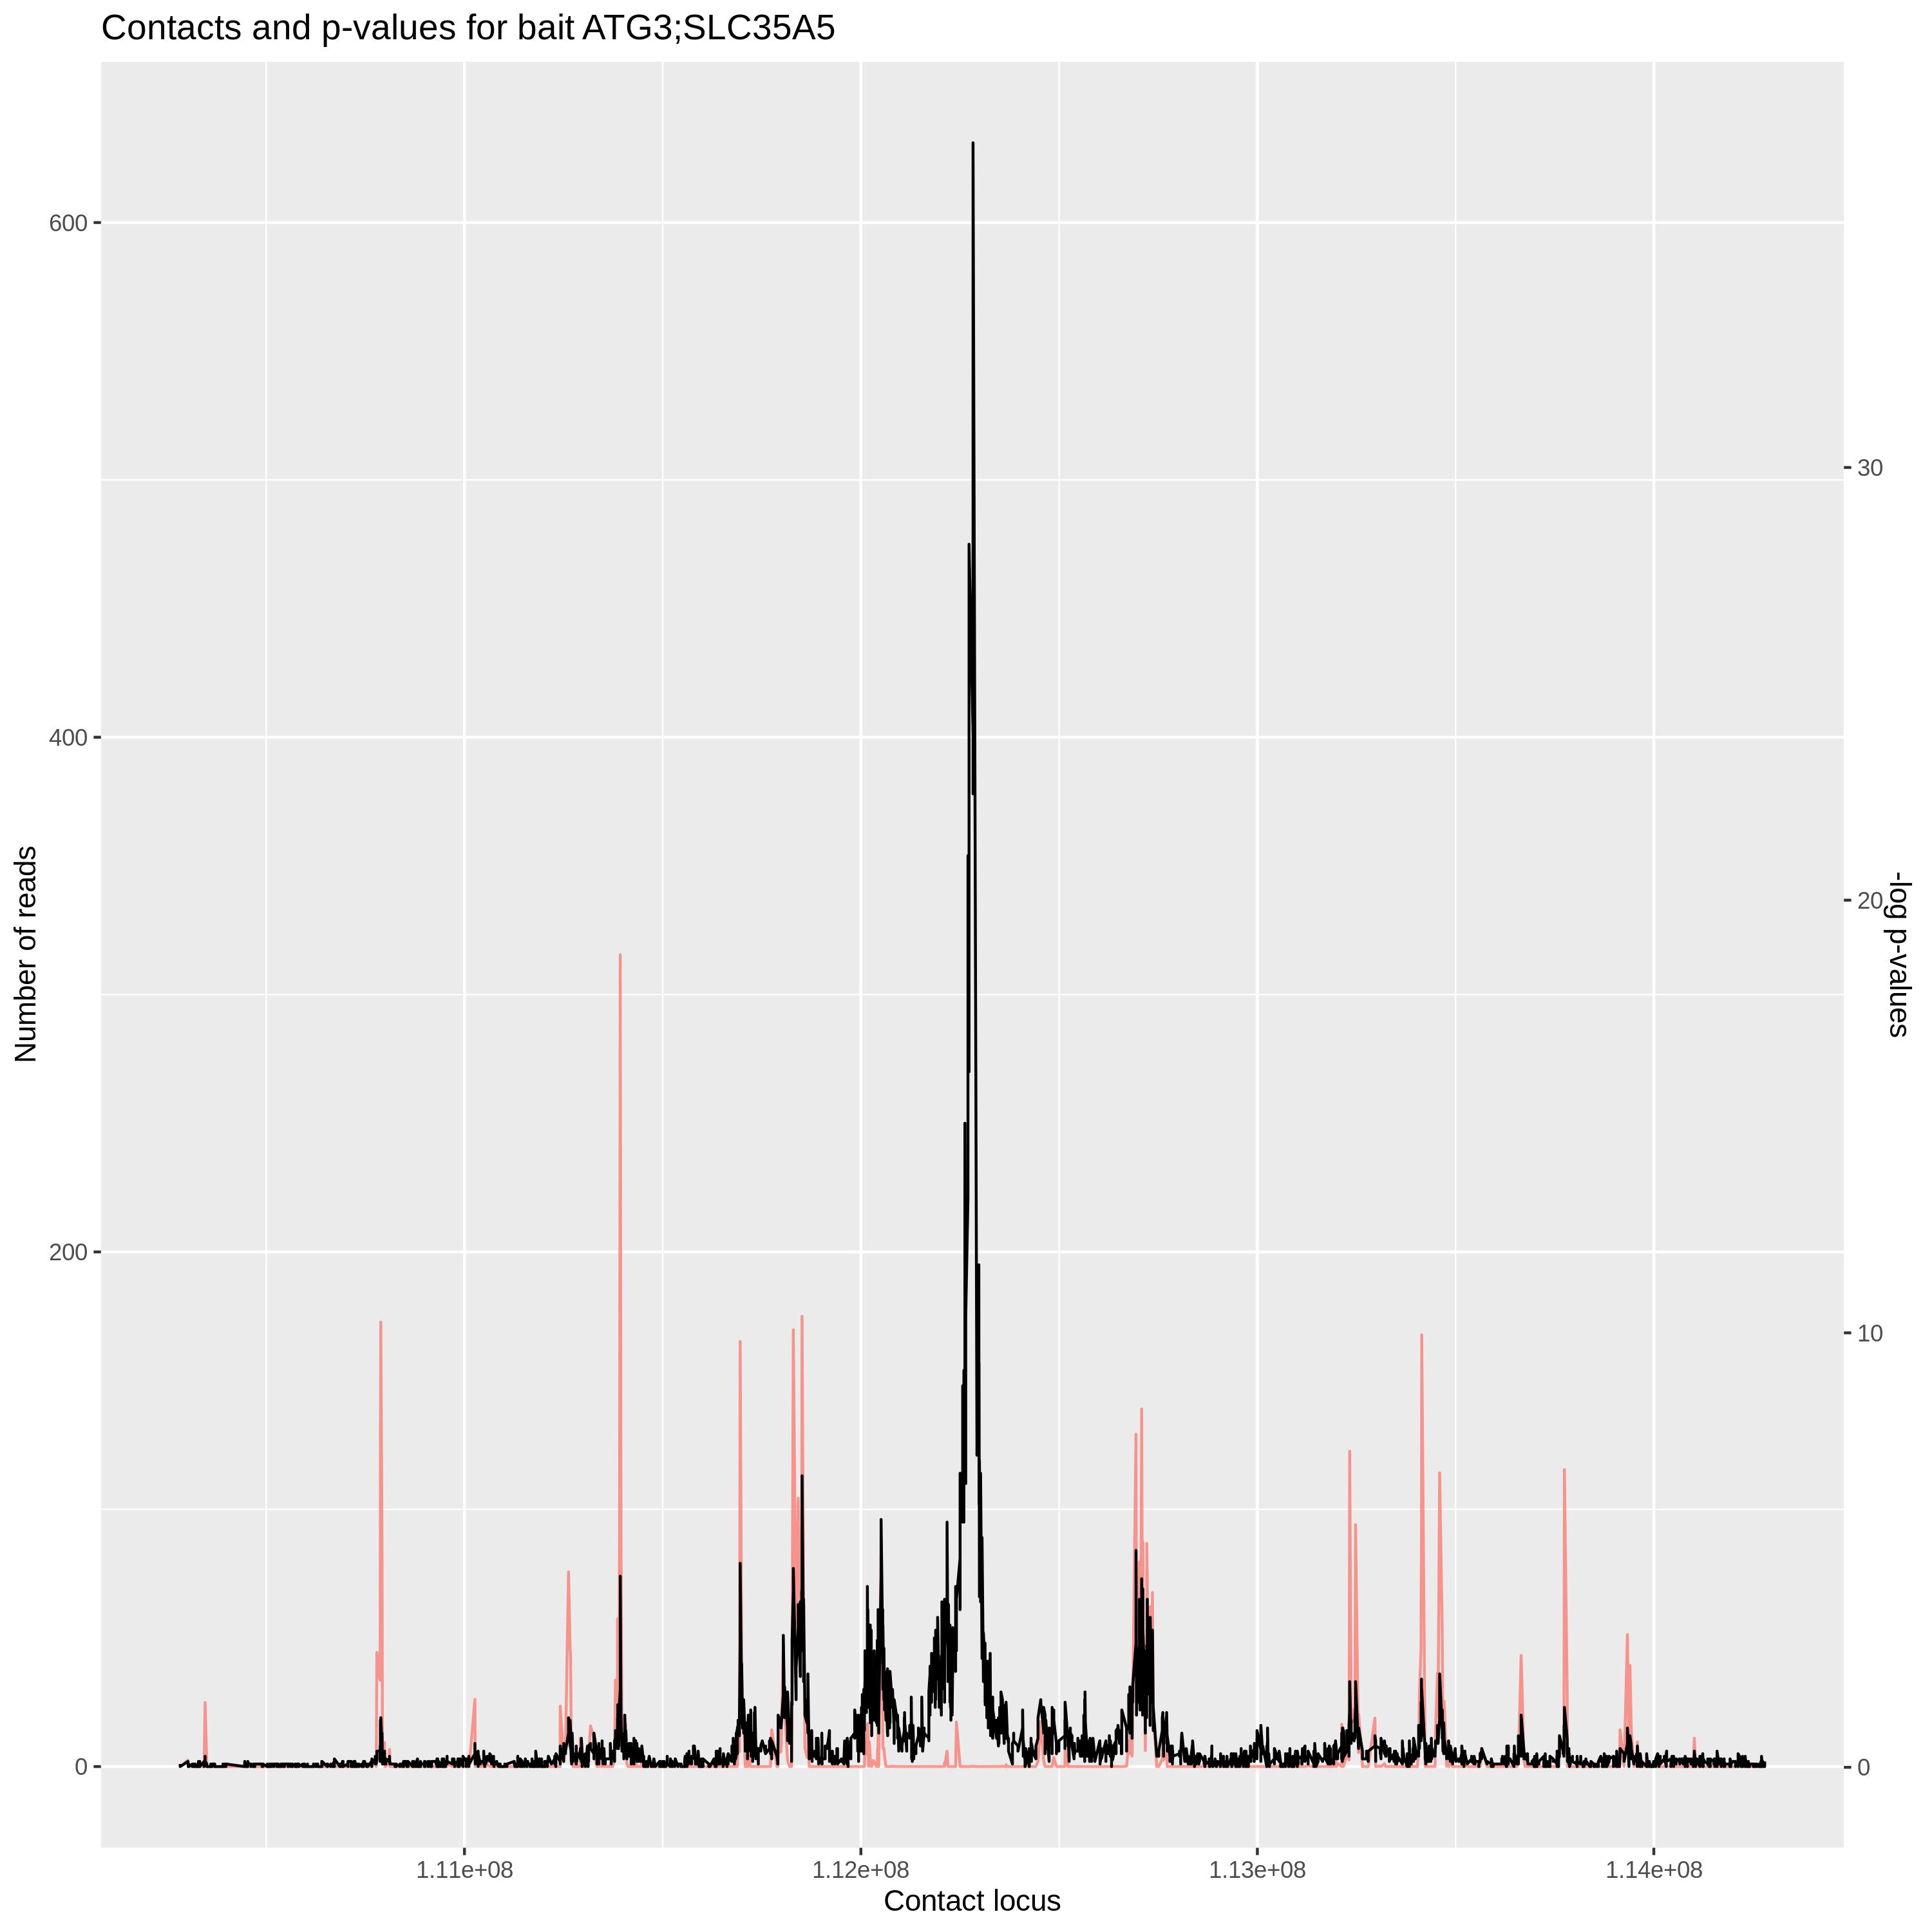 Contacts and p-values for bait ATG3;SLC35A5
600
400
200
0
Number of reads
30
20
10
0
-log p-values
1.11e+08
1.12e+08
1.13e+08
1.14e+08
Contact locus